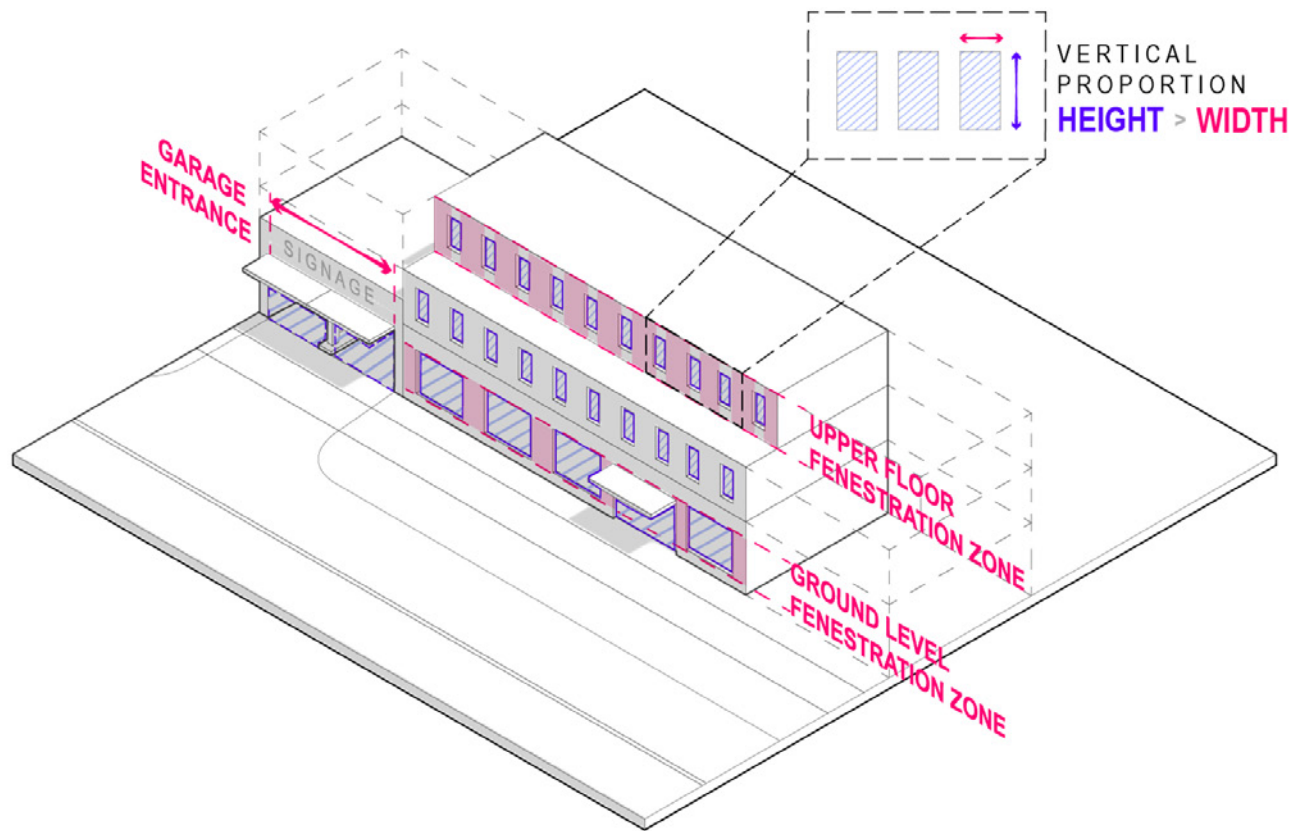 VERTICAL
PROPORTION
HEIGHT > WIDTH
GARAGE
ENTRANCE
SIGNAGE
UPPER FLOOR
FENESTRATION ZONE
GROUND LEVEL
FENESTRATION ZONE